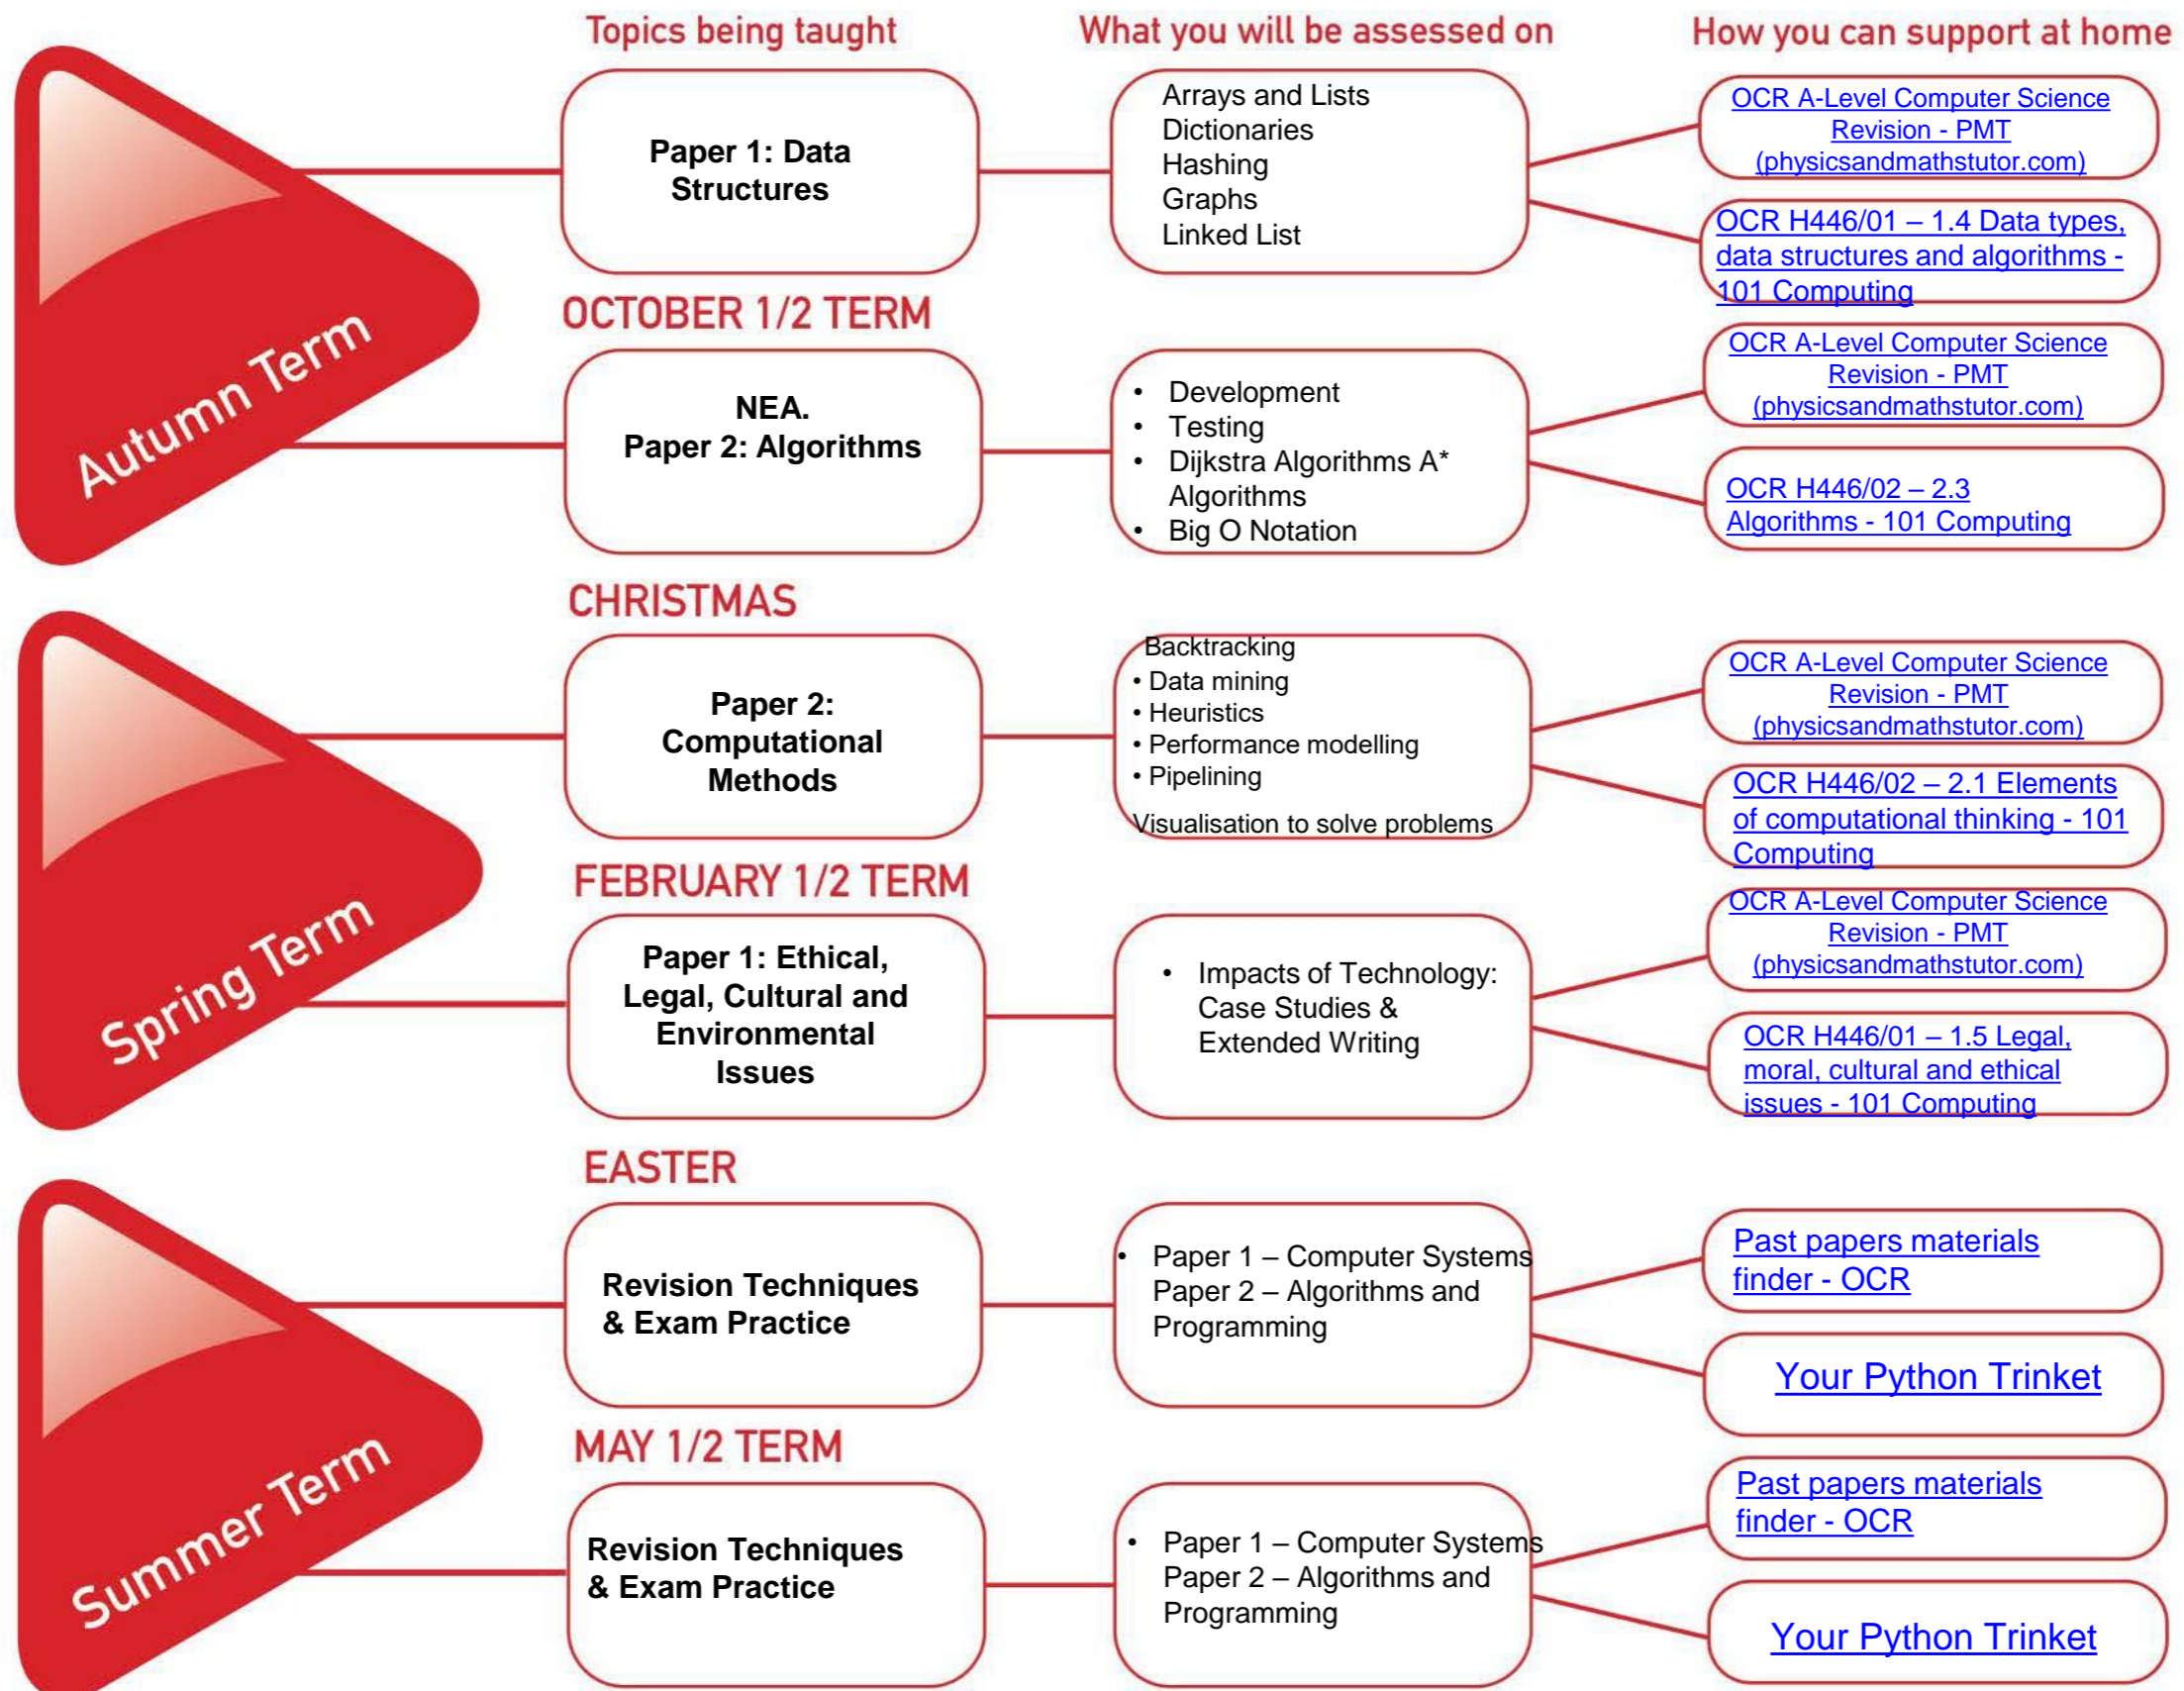 Topics being taught
What you will be assessed on
How you can support at home
Autumn Term
Paper 1: Data
Structures
Arrays and Lists
Dictionaries
Hashing
Graphs
Linked List
OCR A-Level Computer Science
Revision - PMT
(physicsandmathstutor.com)
OCR H446/01 – 1.4 Data types,
data structures and algorithms -
101 Computing
OCTOBER 1/2 TERM
NEA.
Paper 2: Algorithms
• Development
• Testing
• Dijkstra Algorithms A*
Algorithms
• Big O Notation
OCR A-Level Computer Science
Revision - PMT
(physicsandmathstutor.com)
OCR H446/02 – 2.3
Algorithms - 101 Computing
CHRISTMAS
Spring Term
Paper 2:
Computational
Methods
Backtracking
• Data mining
• Heuristics
• Performance modelling
• Pipelining
Visualisation to solve problems
OCR A-Level Computer Science
Revision - PMT
(physicsandmathstutor.com)
OCR H446/02 – 2.1 Elements
of computational thinking - 101
Computing
FEBRUARY 1/2 TERM
Paper 1: Ethical,
Legal, Cultural and
Environmental
Issues
• Impacts of Technology:
Case Studies &
Extended Writing
OCR A-Level Computer Science
Revision - PMT
(physicsandmathstutor.com)
OCR H446/01 – 1.5 Legal,
moral, cultural and ethical
issues - 101 Computing
EASTER
Summer Term
Revision Techniques
& Exam Practice
• Paper 1 – Computer Systems
Paper 2 – Algorithms and
Programming
Past papers materials
finder - OCR
Your Python Trinket
MAY 1/2 TERM
Revision Techniques
& Exam Practice
• Paper 1 – Computer Systems
Paper 2 – Algorithms and
Programming
Past papers materials
finder - OCR
Your Python Trinket